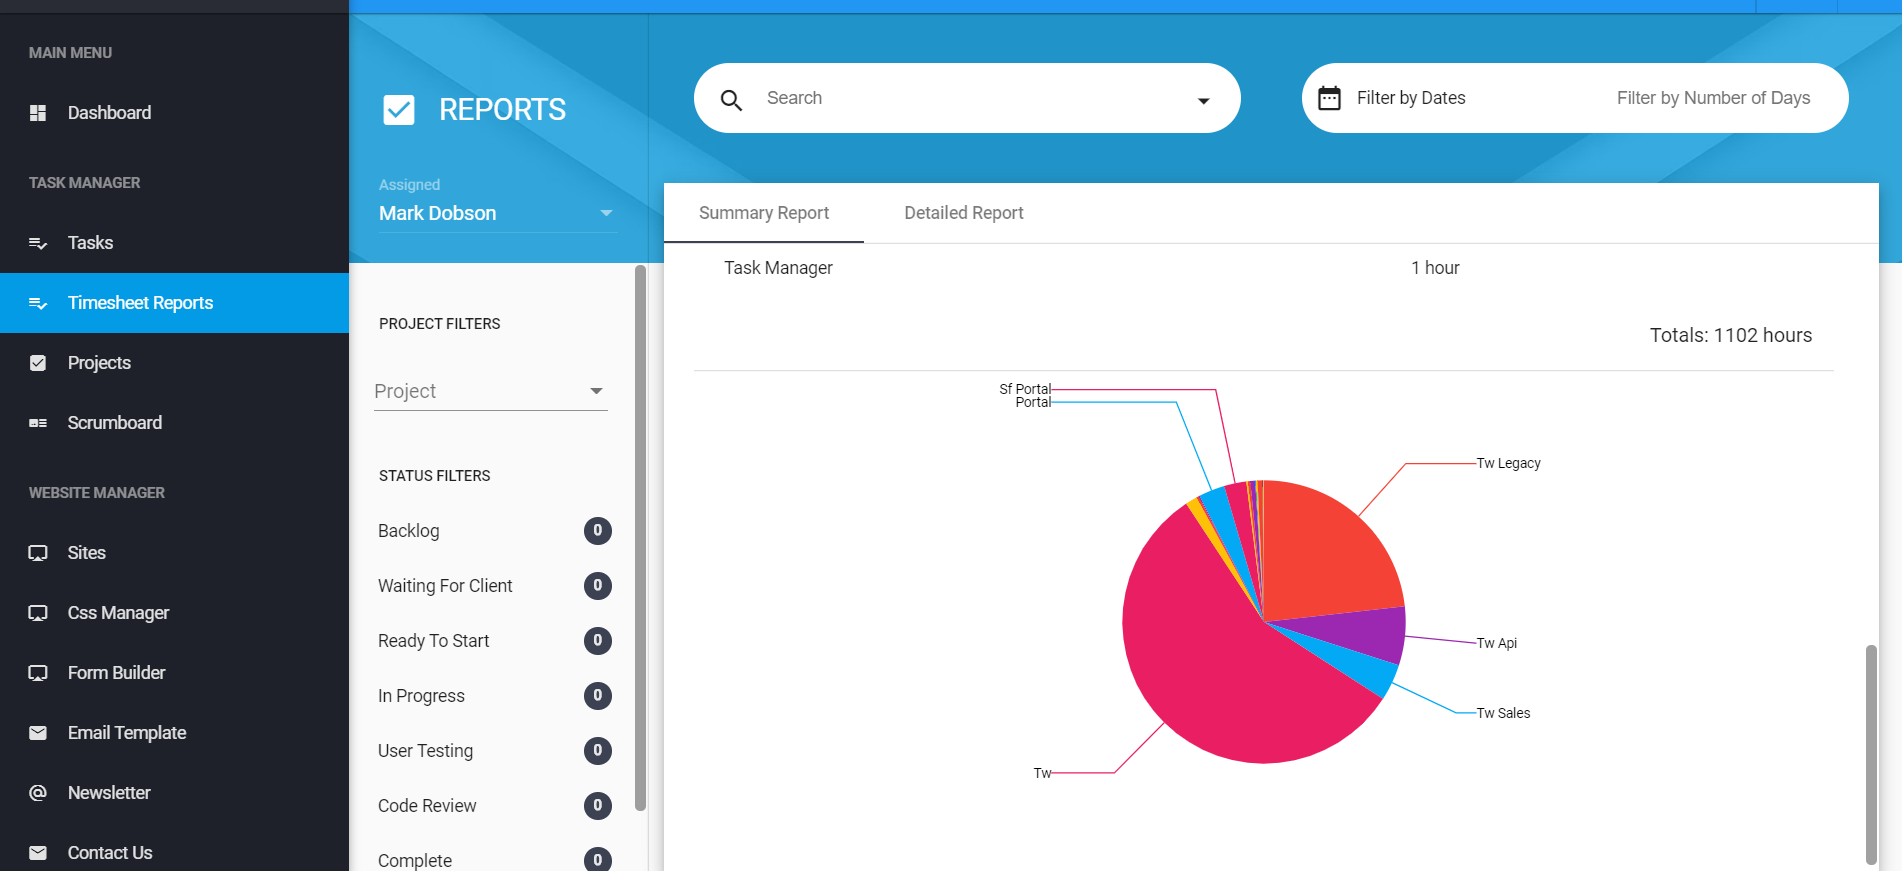 MAIN MENU
Dashboard
TASK MANAGER
Tasks
Timesheet Reports
Projects
Scrumboard
WEBSITE MANAGER
Sites
Css Manager
Form Builder
Email Template
Newsletter
Contact Us
REPORTS
Assigned
Mark Dobson
PROJECT FILTERS
Project
STATUS FILTERS
Backlog 0
Waiting For Client 0
Ready To Start 0
In Progress 0
User Testing 0
Code Review 0
Complete 0
Search
Filter by Dates Filter by Number of Days
Summary Report Detailed Report
Task Manager 1 hour
Totals: 1102 hours
Sf Portal
Portal
Tw Legacy
Tw Api
Tw Sales
Tw